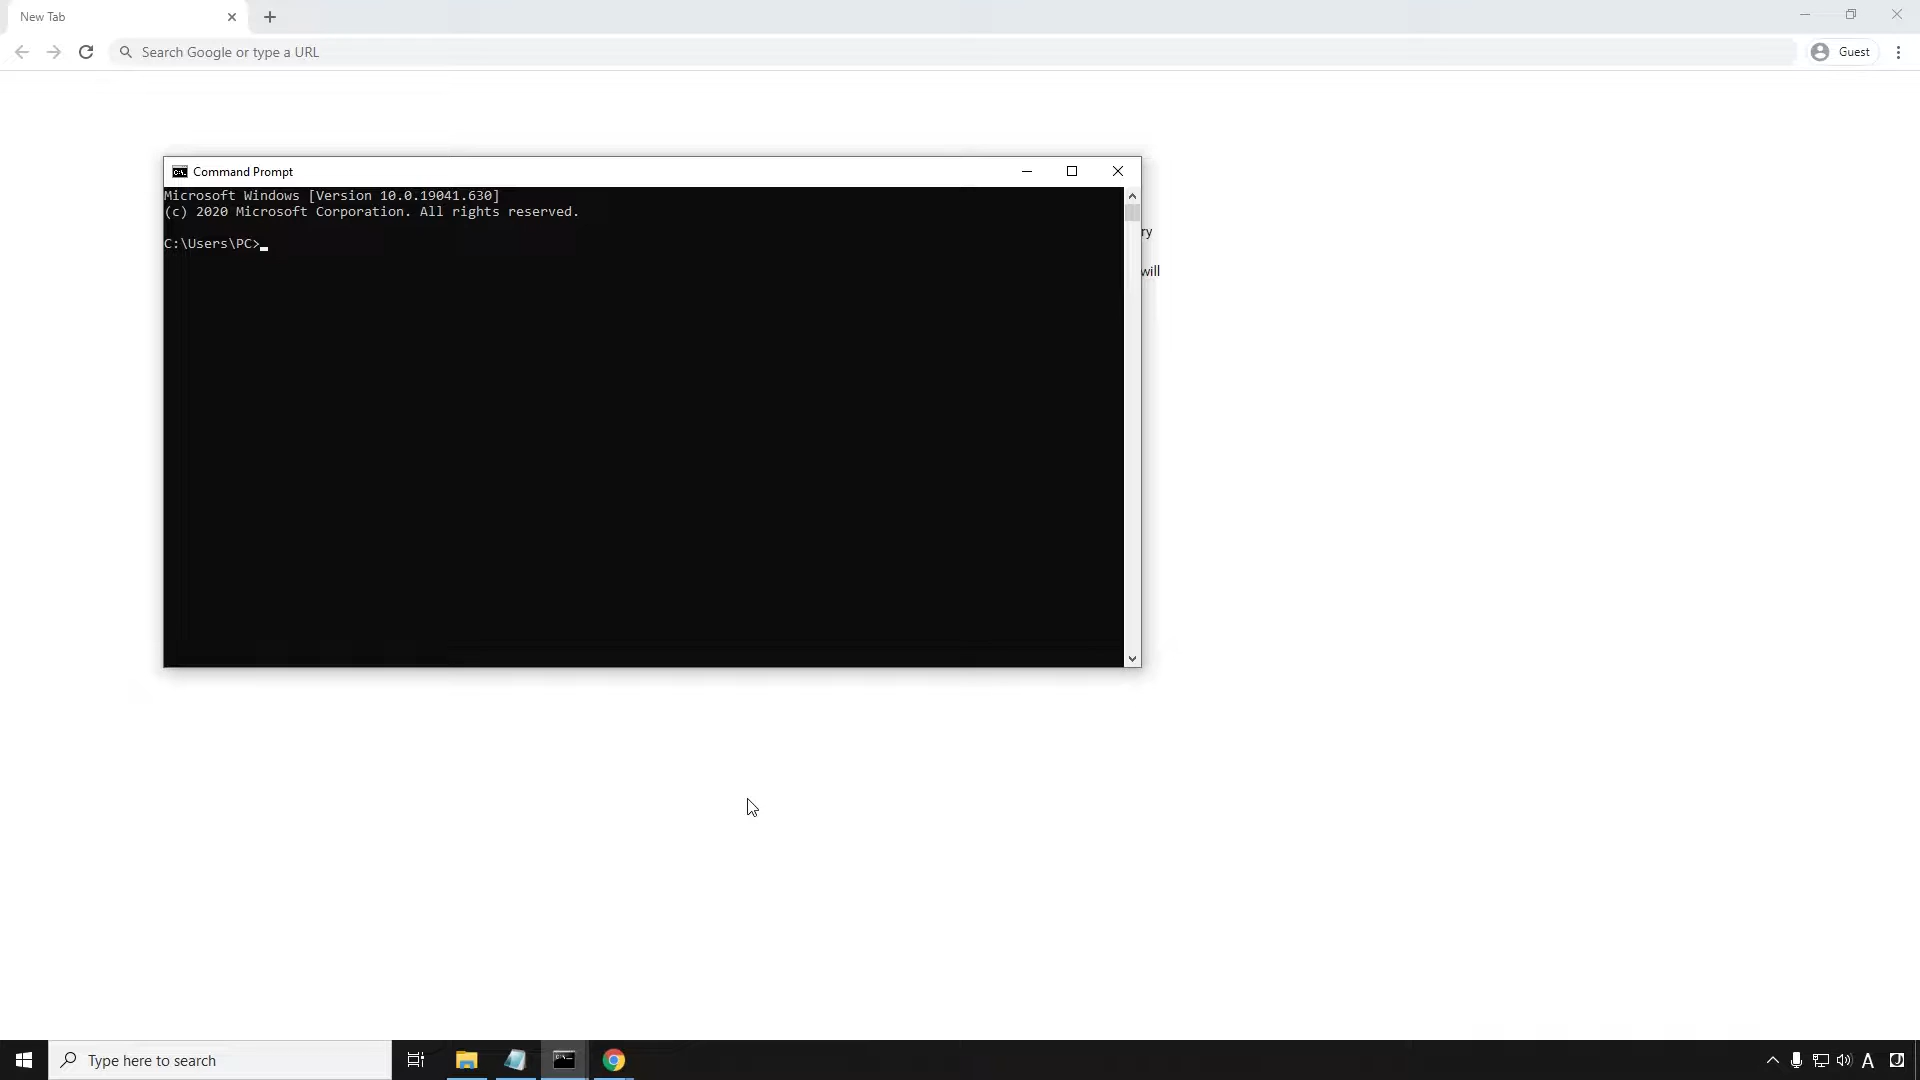 New Tab
Search Google or type a URL
Guest
Command Prompt
Microsoft Windows [Version 10.0.19041.630]
(c) 2020 Microsoft Corporation. All rights reserved.
C:\Users\PC>
ry
will
Type here to search
A